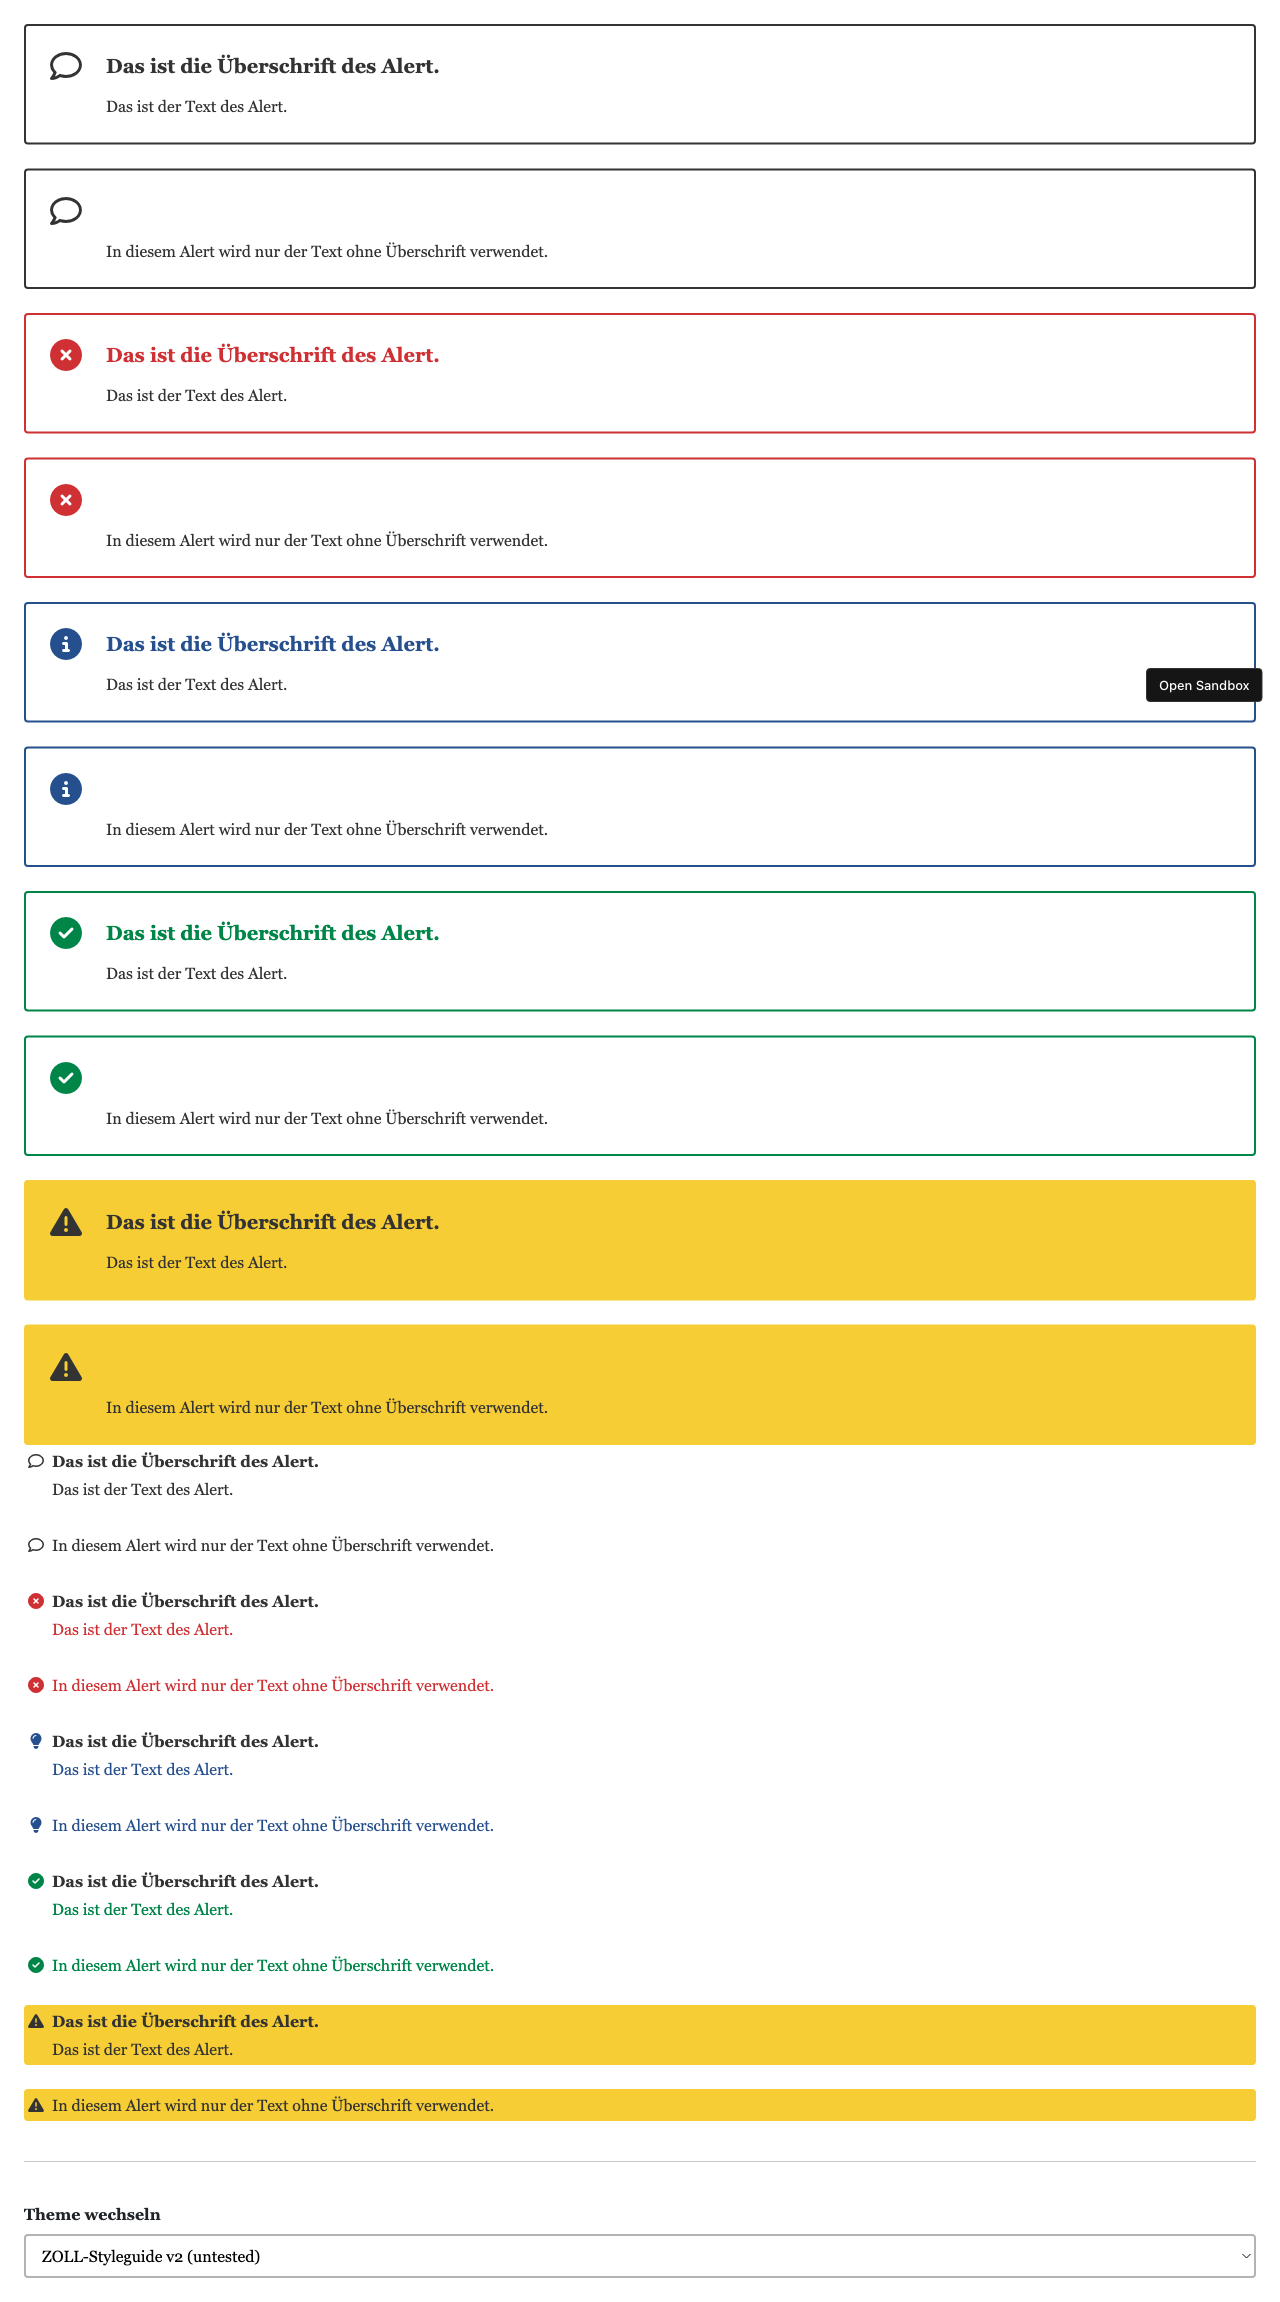 Das ist die Überschrift des Alert.
Das ist der Text des Alert.
In diesem Alert wird nur der Text ohne Überschrift verwendet.
Das ist die Überschrift des Alert.
Das ist der Text des Alert.
In diesem Alert wird nur der Text ohne Überschrift verwendet.
Das ist die Überschrift des Alert.
Das ist der Text des Alert.
Open Sandbox
In diesem Alert wird nur der Text ohne Überschrift verwendet.
Das ist die Überschrift des Alert.
Das ist der Text des Alert.
In diesem Alert wird nur der Text ohne Überschrift verwendet.
Das ist die Überschrift des Alert.
Das ist der Text des Alert.
In diesem Alert wird nur der Text ohne Überschrift verwendet.
Das ist die Überschrift des Alert.
Das ist der Text des Alert.
In diesem Alert wird nur der Text ohne Überschrift verwendet.
Das ist die Überschrift des Alert.
Das ist der Text des Alert.
In diesem Alert wird nur der Text ohne Überschrift verwendet.
Das ist die Überschrift des Alert.
Das ist der Text des Alert.
In diesem Alert wird nur der Text ohne Überschrift verwendet.
Das ist die Überschrift des Alert.
Das ist der Text des Alert.
In diesem Alert wird nur der Text ohne Überschrift verwendet.
Das ist die Überschrift des Alert.
Das ist der Text des Alert.
In diesem Alert wird nur der Text ohne Überschrift verwendet.
Theme wechseln
ZOLL-Styleguide v2 (untested)